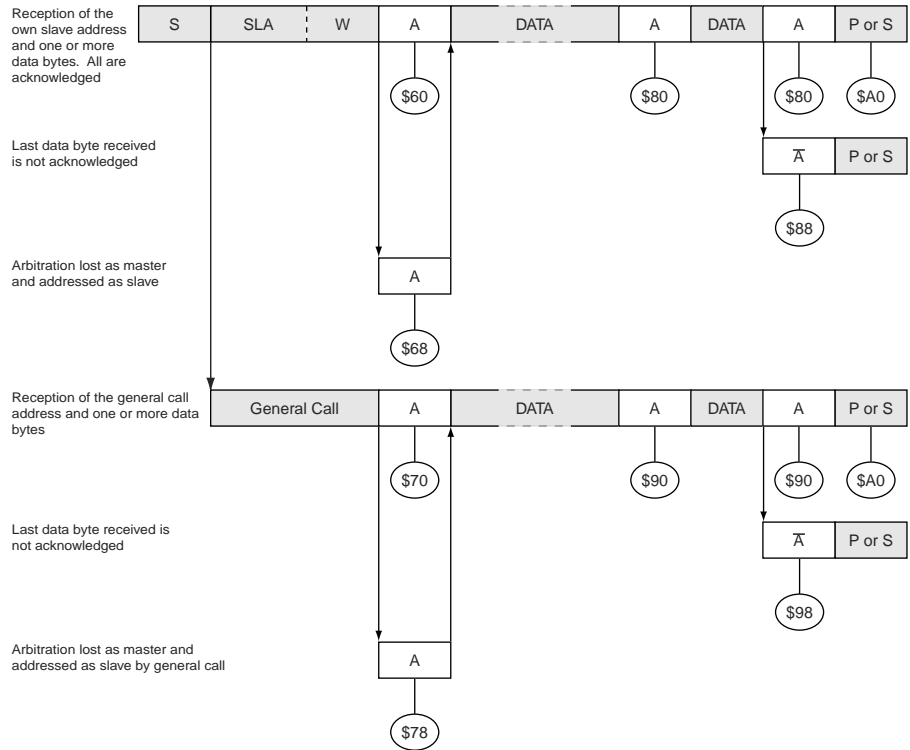 Reception of the
own slave address
and one or more
data bytes. All are
acknowledged
S SLA W A DATA A DATA A P or S
$60 $80 $80 $A0
Last data byte received
is not acknowledged
A̅ P or S
$88
Arbitration lost as master
and addressed as slave
A
$68
Reception of the general call
address and one or more data
bytes
General Call A DATA A DATA A P or S
$70 $90 $90 $A0
Last data byte received is
not acknowledged
A̅ P or S
$98
Arbitration lost as master and
addressed as slave by general call
A
$78